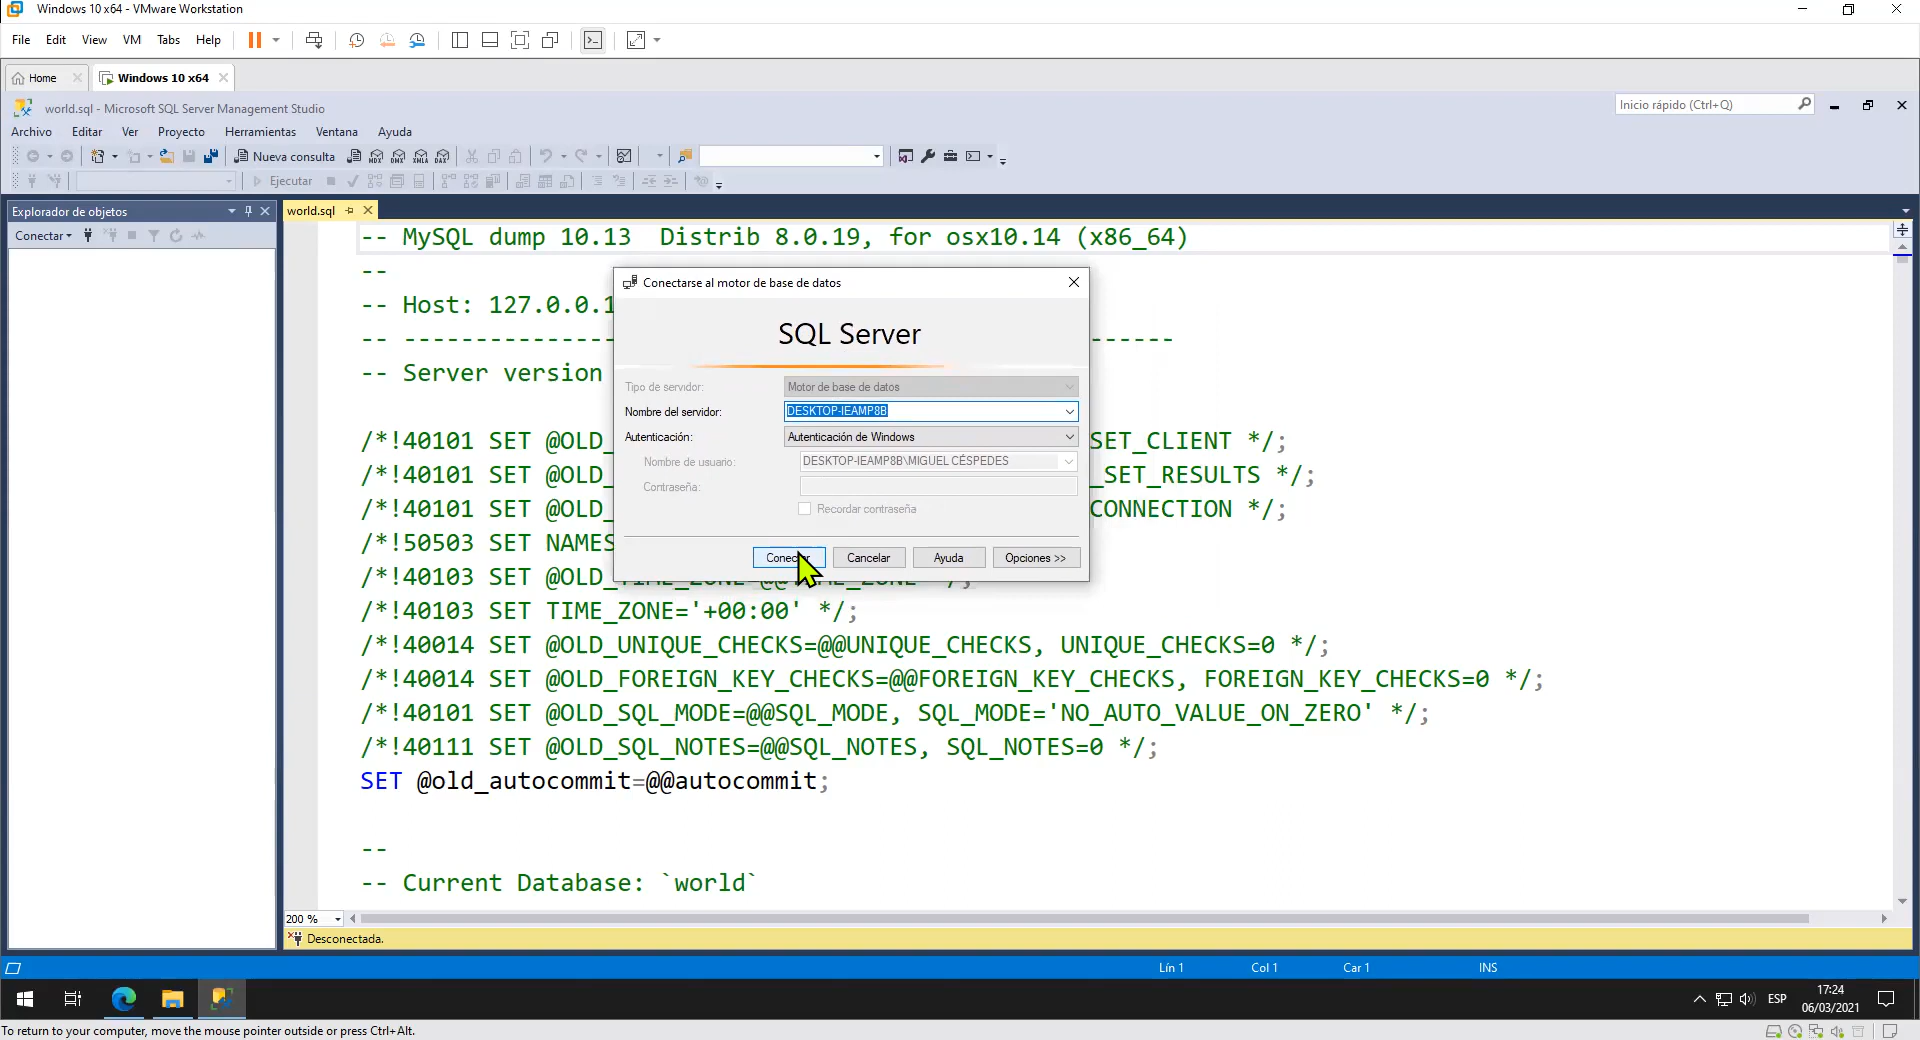 Windows 10 x64 - VMware Workstation
File Edit View VM Tabs Help
Home Windows 10 x64
world.sql - Microsoft SQL Server Management Studio
Inicio rápido (Ctrl+Q)
Archivo Editar Ver Proyecto Herramientas Ventana Ayuda
Nueva consulta MDX DMX XMLA DAX
Ejecutar
Explorador de objetos
world.sql
Conectar
-- MySQL dump 10.13 Distrib 8.0.19, for osx10.14 (x86_64)
--
-- Host: 127.0.0.1
-- ---------------
------
-- Server version
Conectarse al motor de base de datos
SQL Server
Tipo de servidor: Motor de base de datos
Nombre del servidor: DESKTOP-IEAMP8B
Autenticación: Autenticación de Windows
Nombre de usuario: DESKTOP-IEAMP8B\MIGUEL CÉSPEDES
Contraseña:
Recordar contraseña
Cancelar Ayuda Opciones >>
/*!40101 SET @OLD_ SET_CLIENT */;
/*!40101 SET @OLD_ _SET_RESULTS */;
/*!40101 SET @OLD_ CONNECTION */;
/*!50503 SET NAMES
/*!40103 SET @OLD_TIME_ZONE=@@TIME_ZONE */;
/*!40103 SET TIME_ZONE='+00:00' */;
/*!40014 SET @OLD_UNIQUE_CHECKS=@@UNIQUE_CHECKS, UNIQUE_CHECKS=0 */;
/*!40014 SET @OLD_FOREIGN_KEY_CHECKS=@@FOREIGN_KEY_CHECKS, FOREIGN_KEY_CHECKS=0 */;
/*!40101 SET @OLD_SQL_MODE=@@SQL_MODE, SQL_MODE='NO_AUTO_VALUE_ON_ZERO' */;
/*!40111 SET @OLD_SQL_NOTES=@@SQL_NOTES, SQL_NOTES=0 */;
SET @old_autocommit=@@autocommit;
--
-- Current Database: `world`
200 %
Desconectada.
Lín 1 Col 1 Car 1 INS
ESP
17:24
06/03/2021
To return to your computer, move the mouse pointer outside or press Ctrl+Alt.